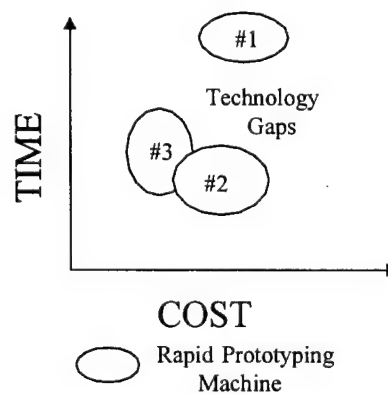 #1
Technology
Gaps
#3
#2
TIME
COST
Rapid Prototyping
Machine